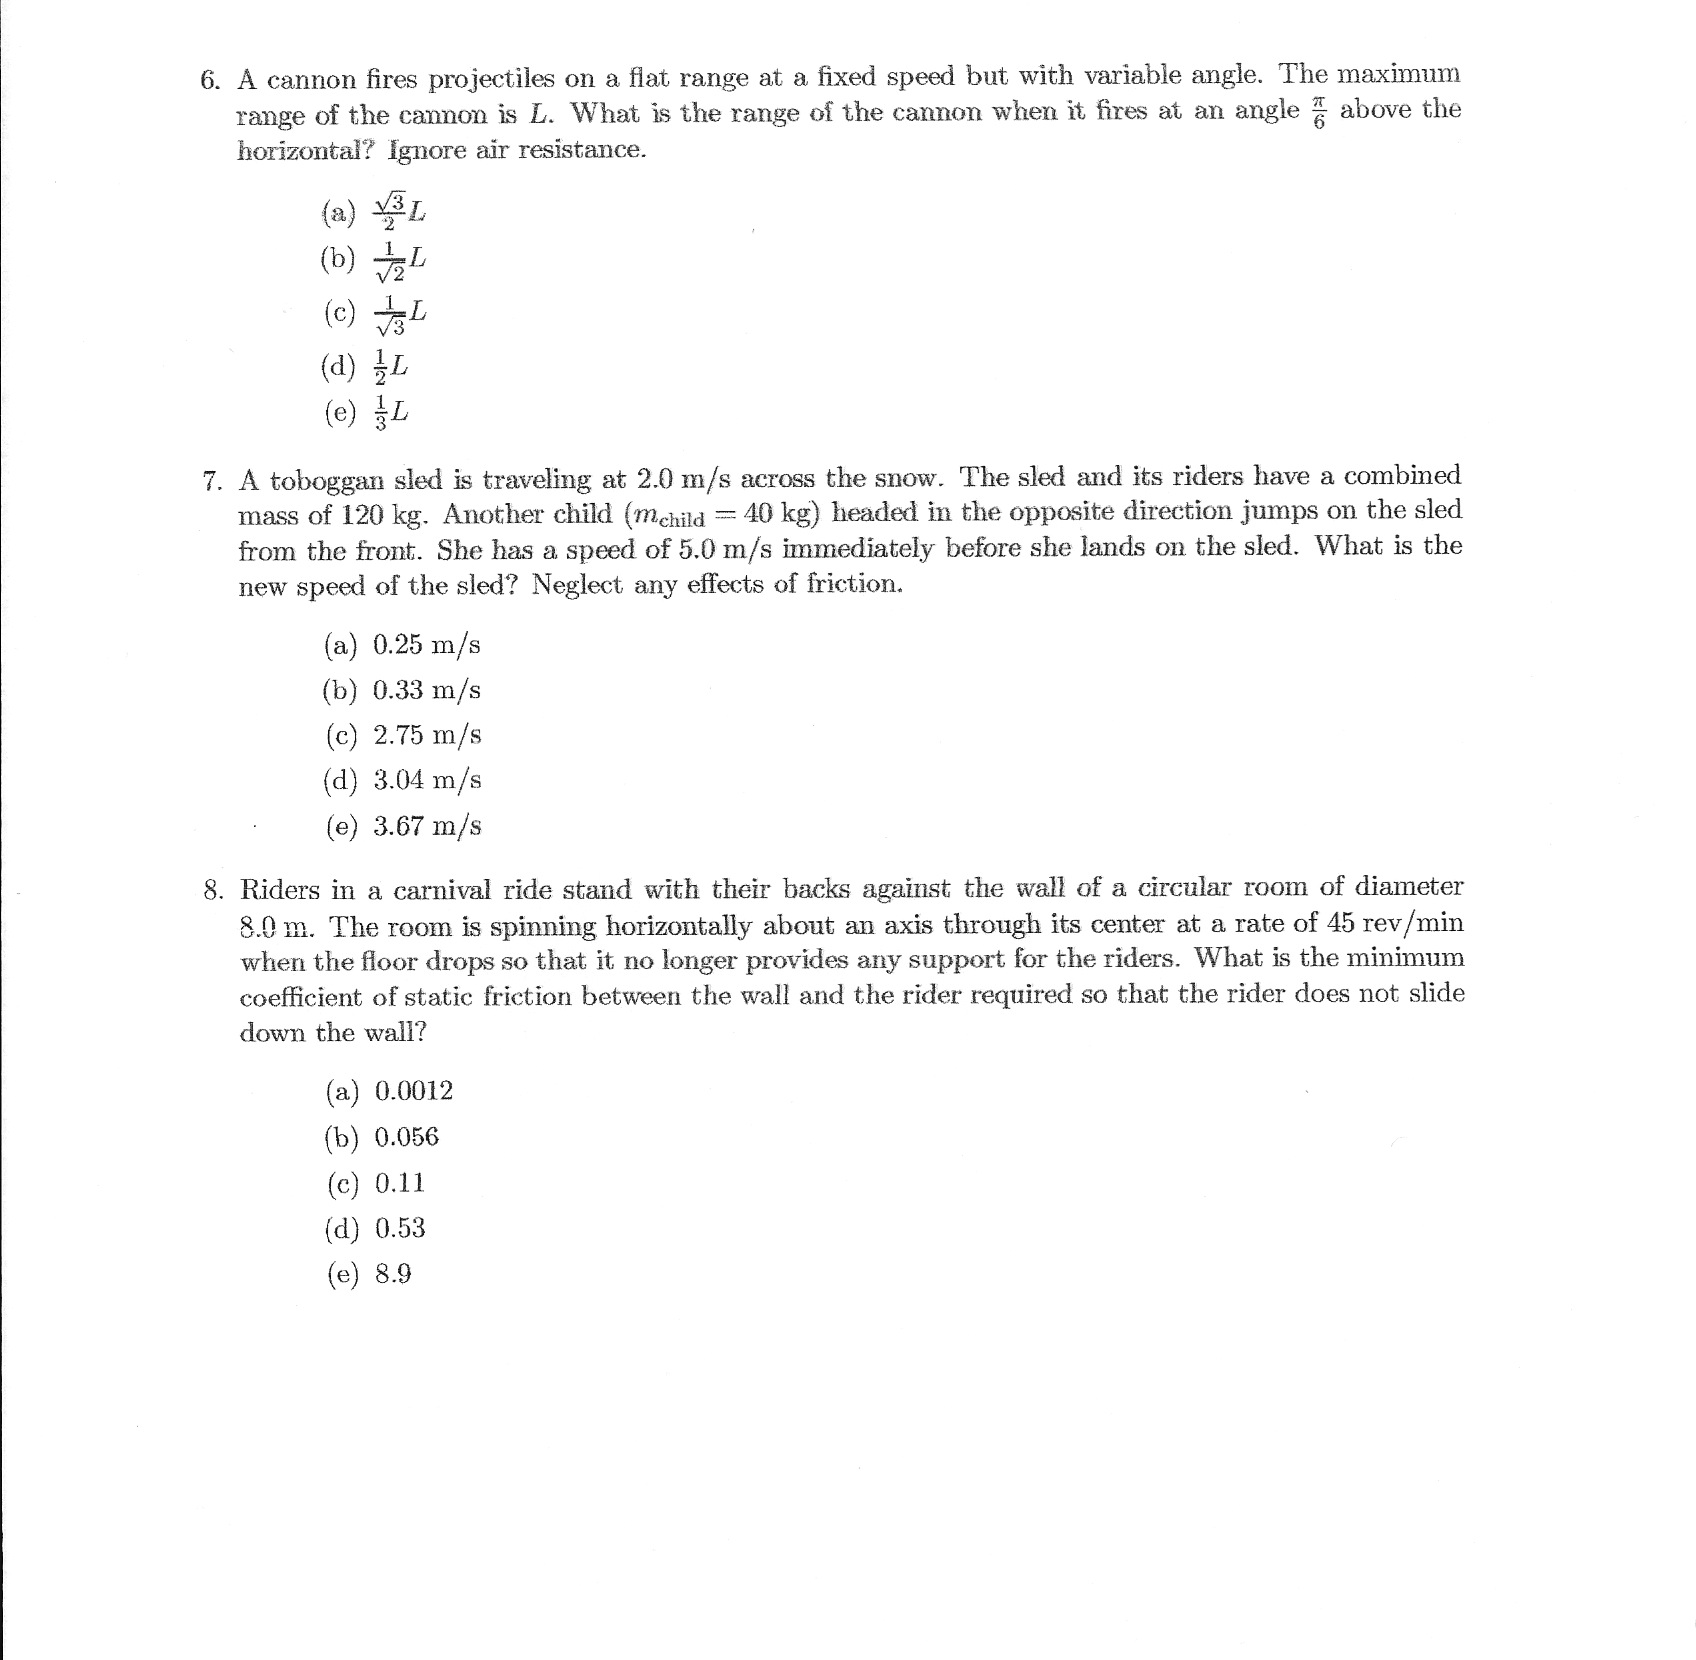 6. A cannon fires projectiles on a flat range at a fixed speed but with variable angle. The maximum
range of the cannon is L. What is the range of the cannon when it fires at an angle π/6 above the
horizontal? Ignore air resistance.
(a) √3/2 L
(b) 1/√2 L
(c) 1/√3 L
(d) 1/2 L
(e) 1/3 L
7. A toboggan sled is traveling at 2.0 m/s across the snow. The sled and its riders have a combined
mass of 120 kg. Another child (m_child = 40 kg) headed in the opposite direction jumps on the sled
from the front. She has a speed of 5.0 m/s immediately before she lands on the sled. What is the
new speed of the sled? Neglect any effects of friction.
(a) 0.25 m/s
(b) 0.33 m/s
(c) 2.75 m/s
(d) 3.04 m/s
(e) 3.67 m/s
8. Riders in a carnival ride stand with their backs against the wall of a circular room of diameter
8.0 m. The room is spinning horizontally about an axis through its center at a rate of 45 rev/min
when the floor drops so that it no longer provides any support for the riders. What is the minimum
coefficient of static friction between the wall and the rider required so that the rider does not slide
down the wall?
(a) 0.0012
(b) 0.056
(c) 0.11
(d) 0.53
(e) 8.9